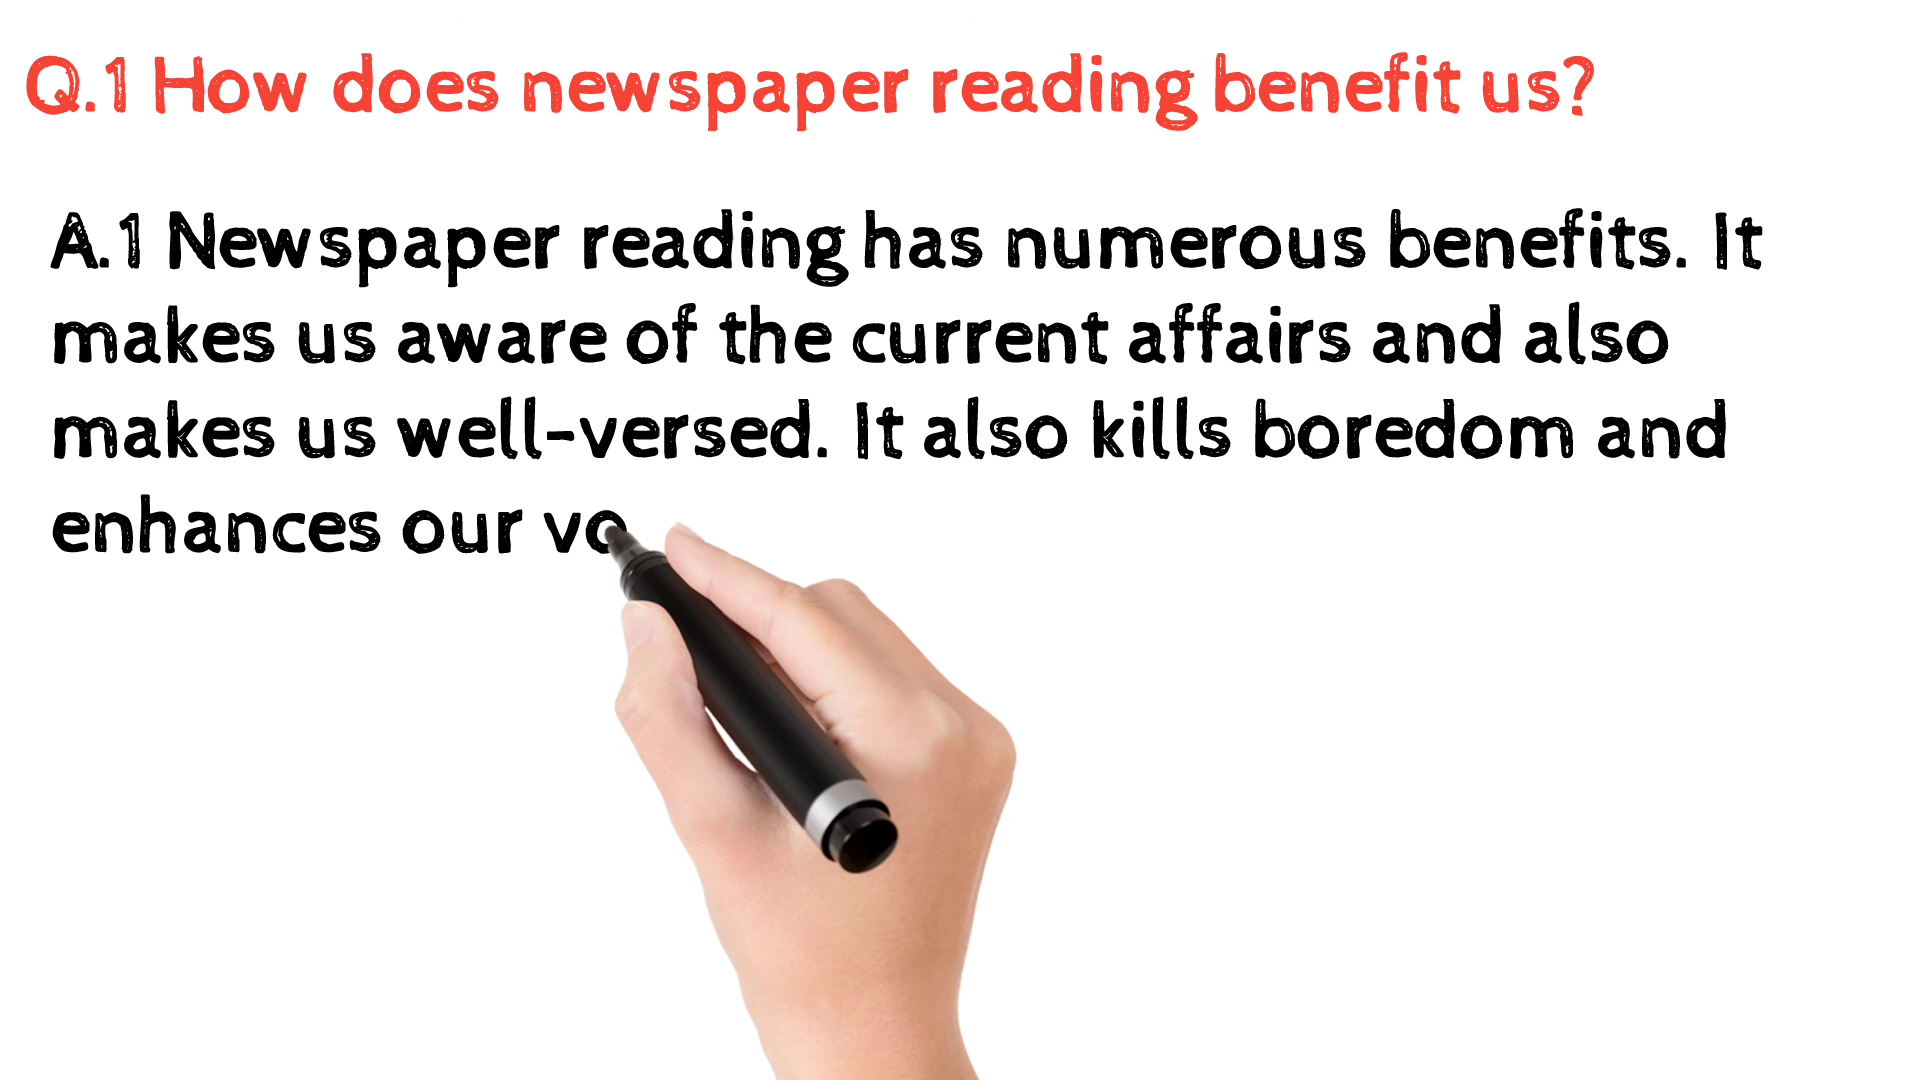 Q.1 How does newspaper reading benefit us?
A.1 Newspaper reading has numerous benefits. It
makes us aware of the current affairs and also
makes us well-versed. It also kills boredom and
enhances our vo